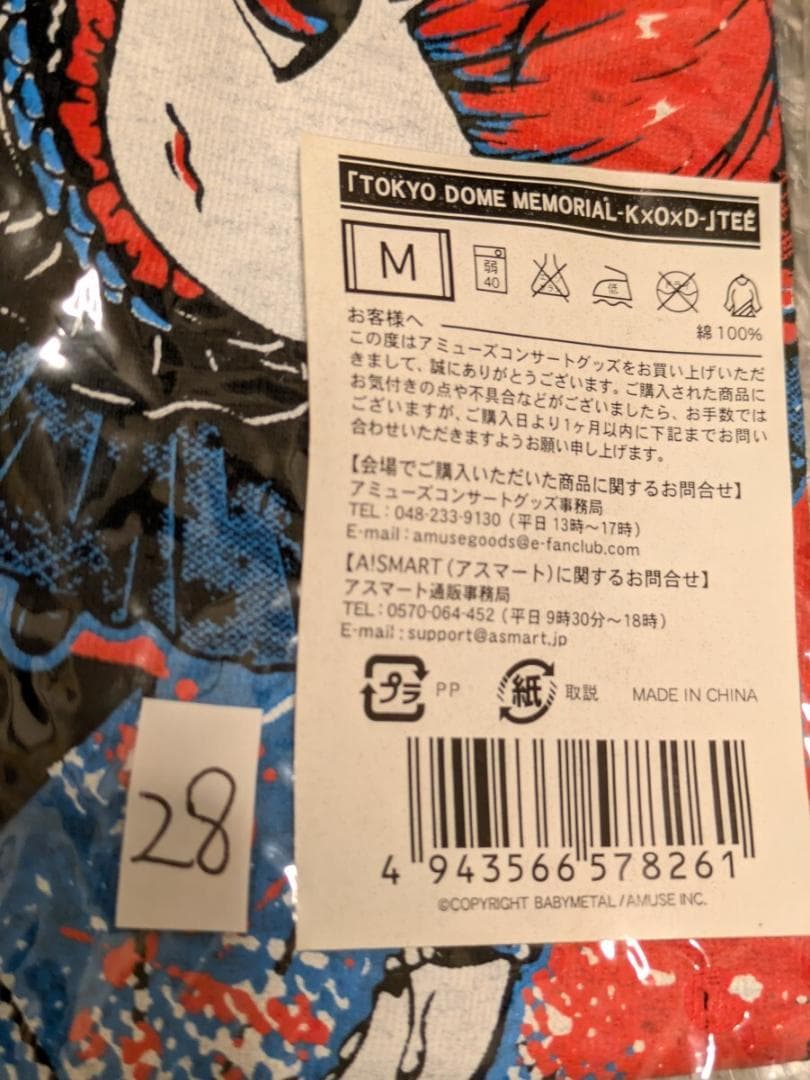 「TOKYO DOME MEMORIAL-K×O×D-」TEE
M
弱
40
低
綿100%
お客様へ
この度はアミューズコンサートグッズをお買い上げいただ
きまして、誠にありがとうございます。ご購入された商品に
お気付きの点や不具合などがございましたら、お手数では
ございますが、ご購入日より1ヶ月以内に下記までお問い
合わせいただきますようお願い申し上げます。
【会場でご購入いただいた商品に関するお問合せ】
アミューズコンサートグッズ事務局
TEL：048-233-9130（平日 13時〜17時）
E-mail：amusegoods@e-fanclub.com
【A!SMART（アスマート）に関するお問合せ】
アスマート通販事務局
TEL：0570-064-452（平日 9時30分〜18時）
E-mail：support@asmart.jp
プラ PP 紙 取説 MADE IN CHINA
28
4 943566 578261
©COPYRIGHT BABYMETAL/AMUSE INC.